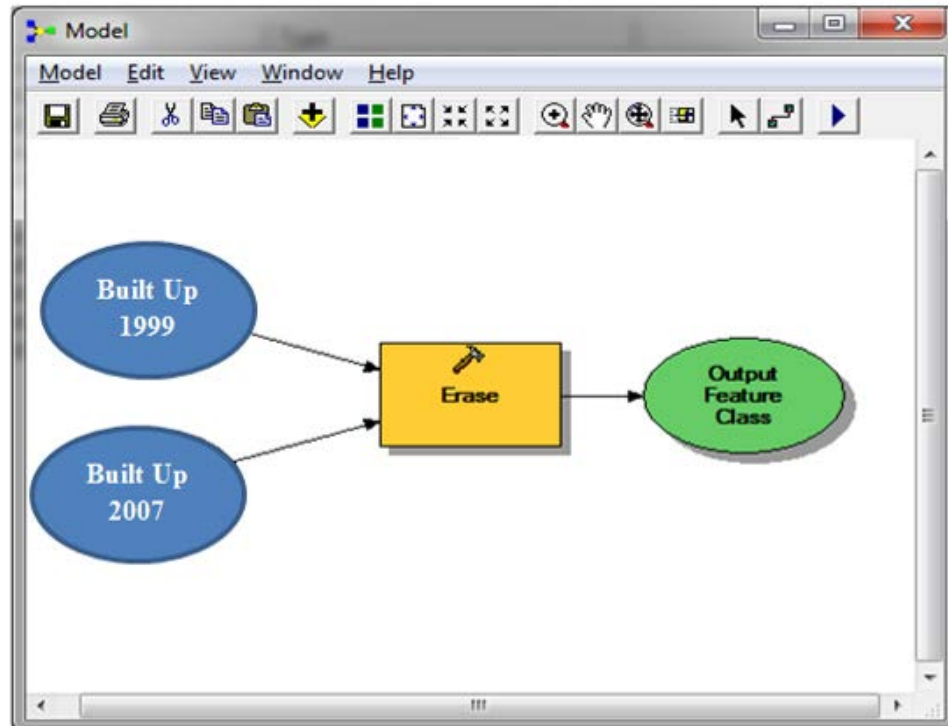 Model
Model Edit View Window Help
Built Up
1999
Erase
Output
Feature
Class
Built Up
2007